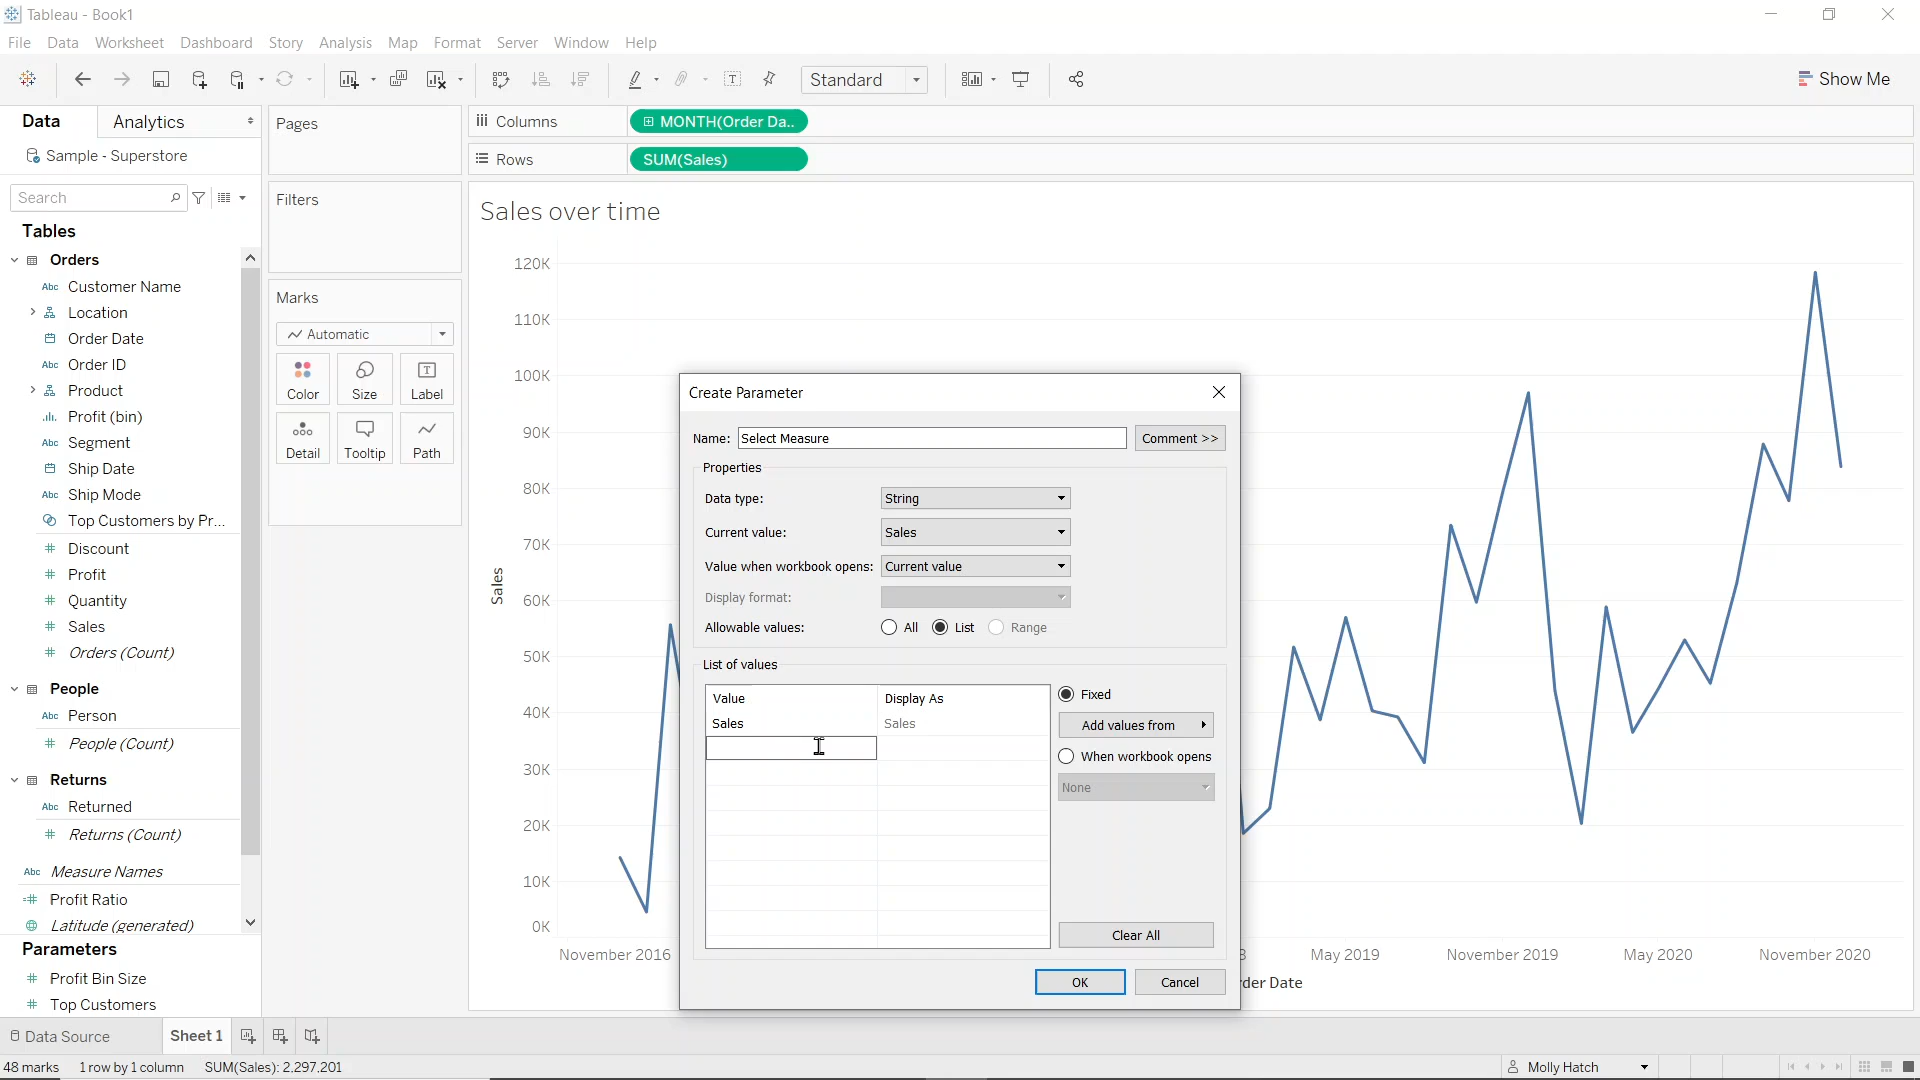 Tableau - Book1
File Data Worksheet Dashboard Story Analysis Map Format Server Window Help
Standard
Show Me
Data Analytics
Sample - Superstore
Search
Tables
Orders
Abc Customer Name
Location
Order Date
Abc Order ID
Product
Profit (bin)
Abc Segment
Ship Date
Abc Ship Mode
Top Customers by Pr...
# Discount
# Profit
# Quantity
# Sales
# Orders (Count)
People
Abc Person
# People (Count)
Returns
Abc Returned
# Returns (Count)
Abc Measure Names
=# Profit Ratio
Latitude (generated)
Parameters
# Profit Bin Size
# Top Customers
Pages
Filters
Marks
Automatic
Color Size Label
Detail Tooltip Path
Columns MONTH(Order Da..
Rows SUM(Sales)
Sales over time
120K
110K
100K
90K
80K
70K
60K
50K
40K
30K
20K
10K
0K
Sales
November 2016
8
May 2019
November 2019
May 2020
November 2020
der Date
Create Parameter
Name: Select Measure Comment >>
Properties
Data type: String
Current value: Sales
Value when workbook opens: Current value
Display format:
Allowable values: All List Range
List of values
Value Display As
Sales Sales
Fixed
Add values from
When workbook opens
None
Clear All
OK Cancel
Data Source Sheet 1
48 marks 1 row by 1 column SUM(Sales): 2,297,201
Molly Hatch